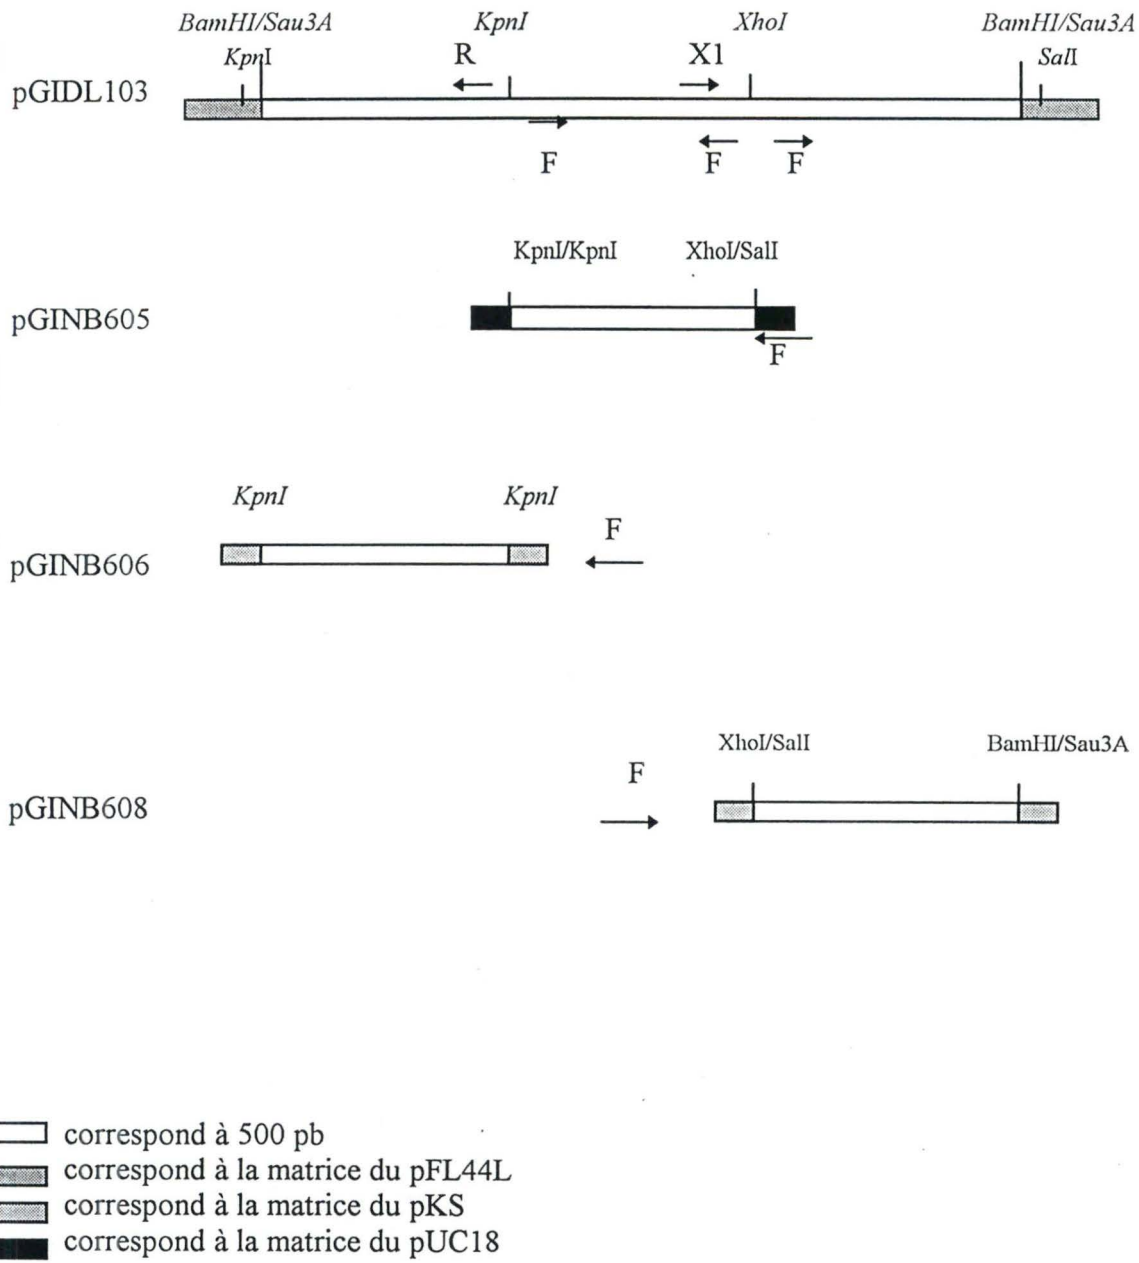 BamHI/Sau3A KpnI XhoI BamHI/Sau3A
KpnI R X1 SalI
pGIDL103
F F F
KpnI/KpnI XhoI/SalI
pGINB605
F
KpnI KpnI
F
pGINB606
XhoI/SalI BamHI/Sau3A
F
pGINB608
correspond à 500 pb
correspond à la matrice du pFL44L
correspond à la matrice du pKS
correspond à la matrice du pUC18